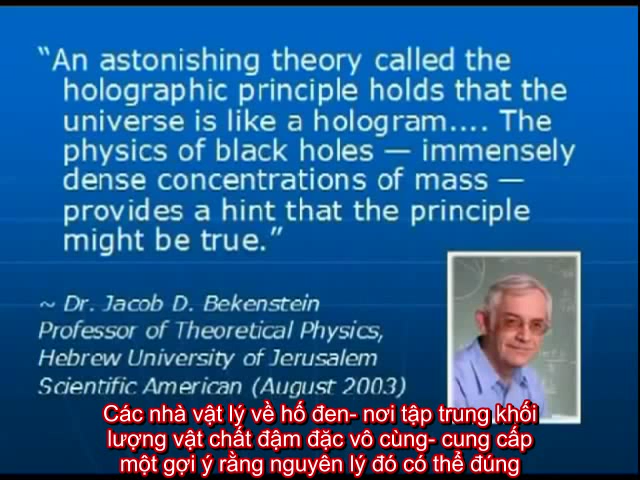 “An astonishing theory called the
holographic principle holds that the
universe is like a hologram.... The
physics of black holes — immensely
dense concentrations of mass —
provides a hint that the principle
might be true.”
~ Dr. Jacob D. Bekenstein
Professor of Theoretical Physics,
Hebrew University of Jerusalem
Scientific American (August 2003)
Các nhà vật lý về hố đen- nơi tập trung khối
lượng vật chất đậm đặc vô cùng- cung cấp
một gợi ý rằng nguyên lý đó có thể đúng